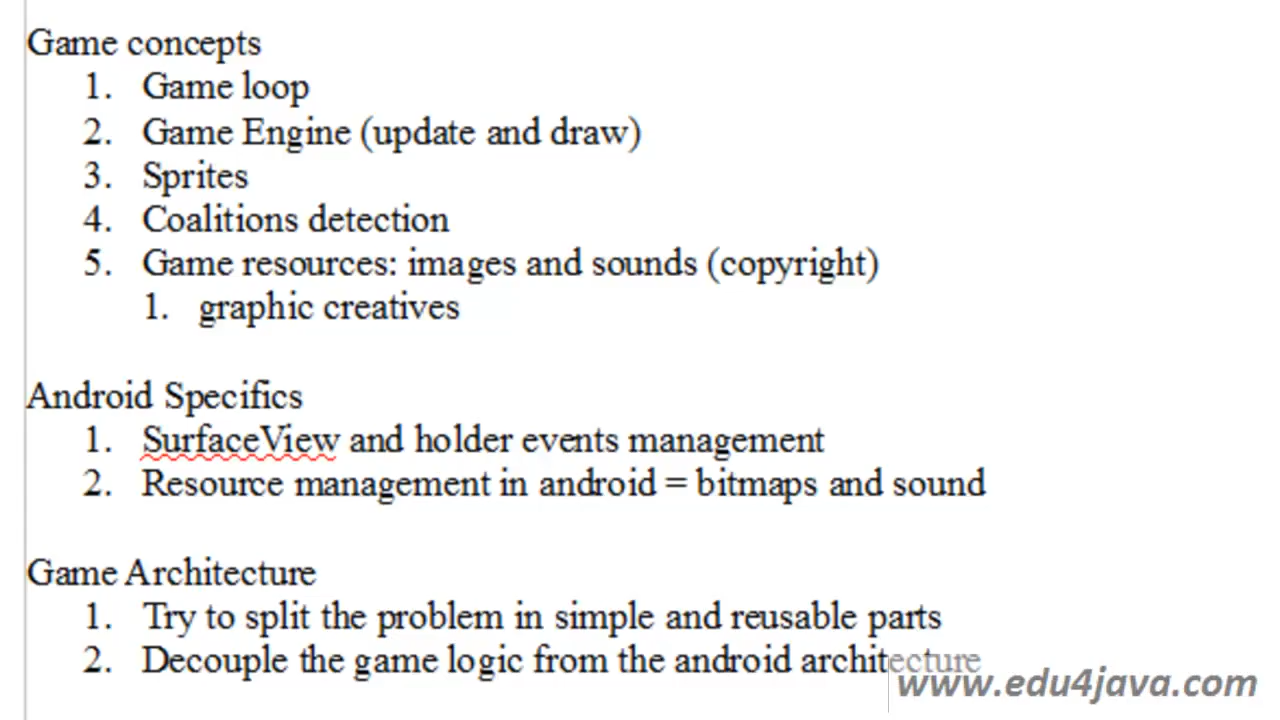 Game concepts
1. Game loop
2. Game Engine (update and draw)
3. Sprites
4. Coalitions detection
5. Game resources: images and sounds (copyright)
1. graphic creatives
Android Specifics
1. SurfaceView and holder events management
2. Resource management in android = bitmaps and sound
Game Architecture
1. Try to split the problem in simple and reusable parts
2. Decouple the game logic from the android architecture
www.edu4java.com